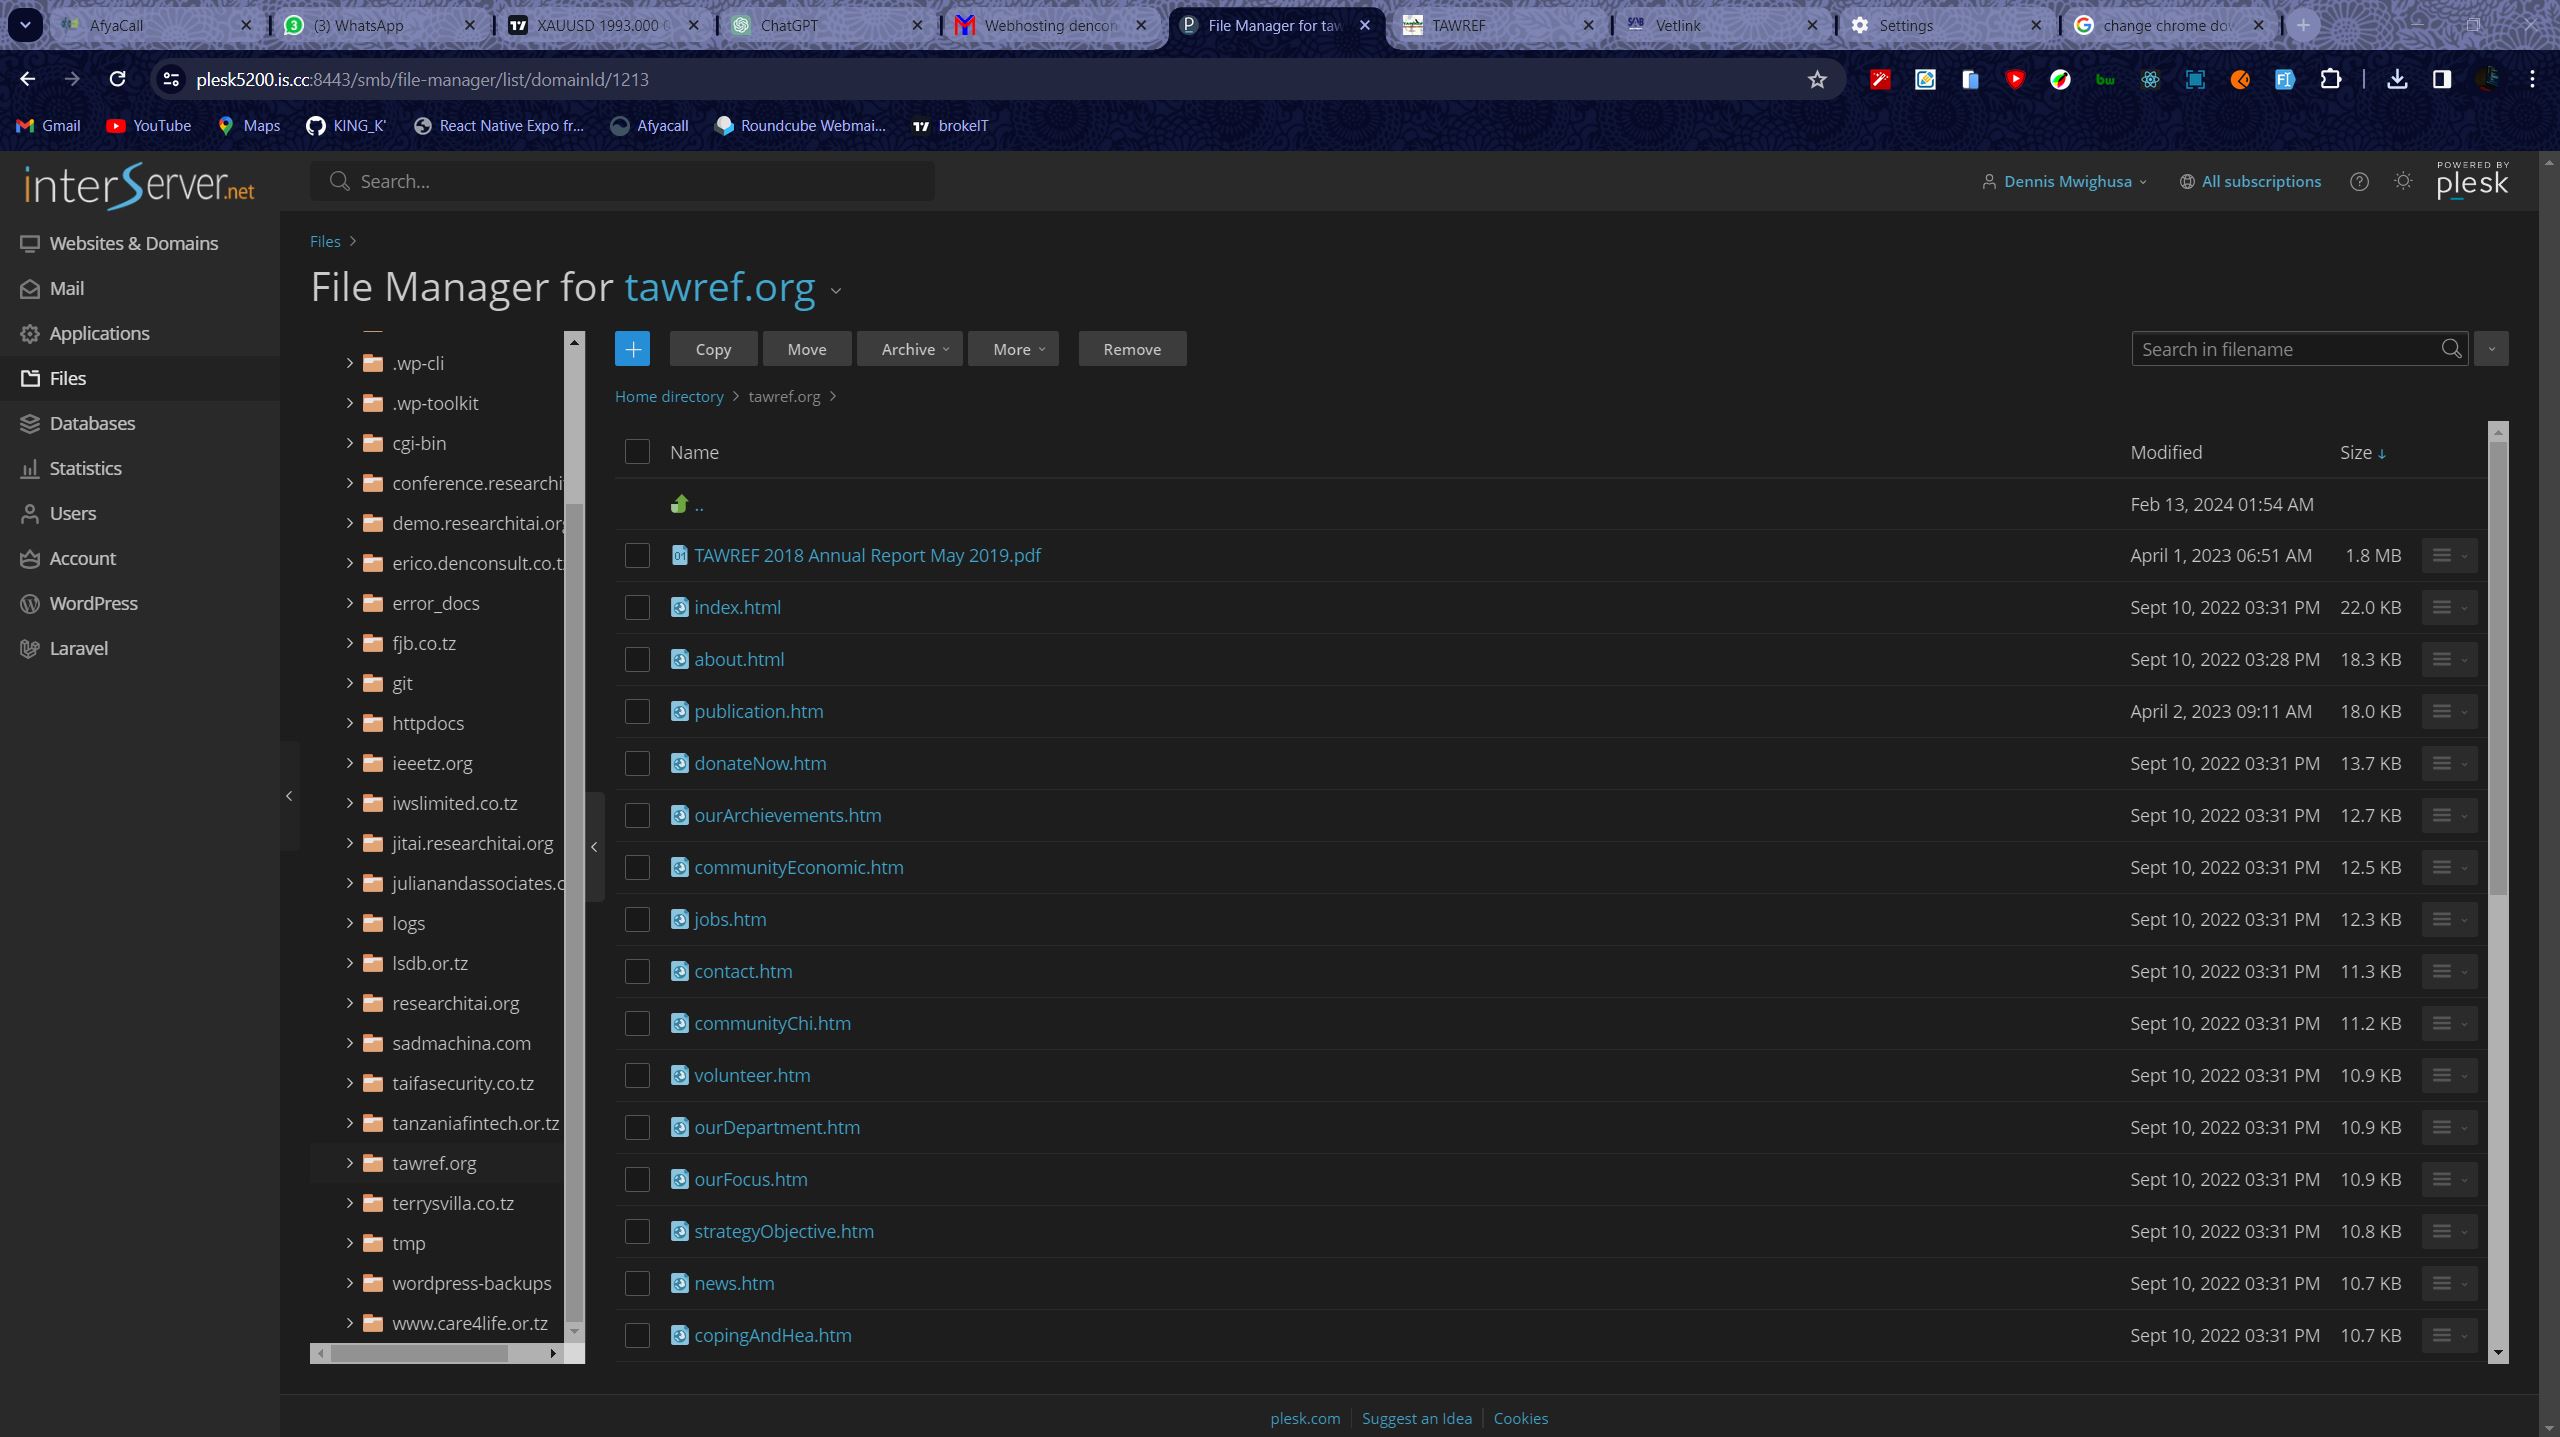 AfyaCall
(3) WhatsApp
XAUUSD 1993.000
ChatGPT
Webhosting dencon
File Manager for taw
TAWREF
Vetlink
Settings
change chrome dow
plesk5200.is.cc:8443/smb/file-manager/list/domainId/1213
Gmail
YouTube
Maps
KING_K'
React Native Expo fr...
Afyacall
Roundcube Webmai...
brokeIT
interServer.net
Search...
Dennis Mwighusa
All subscriptions
POWERED BY
plesk
Websites & Domains
Mail
Applications
Files
Databases
Statistics
Users
Account
WordPress
Laravel
Files
File Manager for tawref.org
.wp-cli
.wp-toolkit
cgi-bin
conference.researchi
demo.researchitai.org
erico.denconsult.co.t
error_docs
fjb.co.tz
git
httpdocs
ieeetz.org
iwslimited.co.tz
jitai.researchitai.org
julianandassociates.c
logs
lsdb.or.tz
researchitai.org
sadmachina.com
taifasecurity.co.tz
tanzaniafintech.or.tz
tawref.org
terrysvilla.co.tz
tmp
wordpress-backups
www.care4life.or.tz
Copy Move Archive More Remove
Search in filename
Home directory > tawref.org >
Name Modified Size
.. Feb 13, 2024 01:54 AM
TAWREF 2018 Annual Report May 2019.pdf April 1, 2023 06:51 AM 1.8 MB
index.html Sept 10, 2022 03:31 PM 22.0 KB
about.html Sept 10, 2022 03:28 PM 18.3 KB
publication.htm April 2, 2023 09:11 AM 18.0 KB
donateNow.htm Sept 10, 2022 03:31 PM 13.7 KB
ourArchievements.htm Sept 10, 2022 03:31 PM 12.7 KB
communityEconomic.htm Sept 10, 2022 03:31 PM 12.5 KB
jobs.htm Sept 10, 2022 03:31 PM 12.3 KB
contact.htm Sept 10, 2022 03:31 PM 11.3 KB
communityChi.htm Sept 10, 2022 03:31 PM 11.2 KB
volunteer.htm Sept 10, 2022 03:31 PM 10.9 KB
ourDepartment.htm Sept 10, 2022 03:31 PM 10.9 KB
ourFocus.htm Sept 10, 2022 03:31 PM 10.9 KB
strategyObjective.htm Sept 10, 2022 03:31 PM 10.8 KB
news.htm Sept 10, 2022 03:31 PM 10.7 KB
copingAndHea.htm Sept 10, 2022 03:31 PM 10.7 KB
plesk.com
Suggest an Idea
Cookies